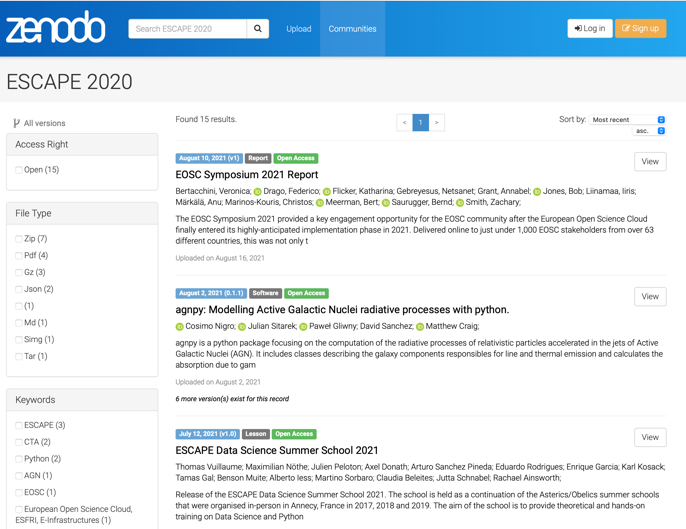 zenodo
Search ESCAPE 2020
Upload
Communities
Log in
Sign up
ESCAPE 2020
All versions
Access Right
Open (15)
File Type
Zip (7)
Pdf (4)
Gz (3)
Json (2)
(1)
Md (1)
Simg (1)
Tar (1)
Keywords
ESCAPE (3)
CTA (2)
Python (2)
AGN (1)
EOSC (1)
European Open Science Cloud,
ESFRI, E-Infrastructures (1)
Found 15 results.
<
1
>
Sort by:
Most recent
asc.
August 10, 2021 (v1) Report Open Access
View
EOSC Symposium 2021 Report
Bertacchini, Veronica; Drago, Federico; Flicker, Katharina; Gebreyesus, Netsanet; Grant, Annabel; Jones, Bob; Liinamaa, Iiris;
Märkälä, Anu; Marinos-Kouris, Christos; Meerman, Bert; Saurugger, Bernd; Smith, Zachary;
The EOSC Symposium 2021 provided a key engagement opportunity for the EOSC community after the European Open Science Cloud
finally entered its highly-anticipated implementation phase in 2021. Delivered online to just under 1,000 EOSC stakeholders from over 63
different countries, this was not only t
Uploaded on August 16, 2021
August 2, 2021 (0.1.1) Software Open Access
View
agnpy: Modelling Active Galactic Nuclei radiative processes with python.
Cosimo Nigro; Julian Sitarek; Paweł Gliwny; David Sanchez; Matthew Craig;
agnpy is a python package focusing on the computation of the radiative processes of relativistic particles accelerated in the jets of Active
Galactic Nuclei (AGN). It includes classes describing the galaxy components responsible for line and thermal emission and calculates the
absorption due to gam
Uploaded on August 2, 2021
6 more version(s) exist for this record
July 12, 2021 (v1.0) Lesson Open Access
View
ESCAPE Data Science Summer School 2021
Thomas Vuillaume; Maximilian Nöthe; Julien Peloton; Axel Donath; Arturo Sanchez Pineda; Eduardo Rodrigues; Enrique Garcia; Karl Kosack;
Tamas Gal; Benson Muite; Alberto Iess; Martino Sorbaro; Claudia Beleites; Jutta Schnabel; Rachael Ainsworth;
Release of the ESCAPE Data Science Summer School 2021. The school is held as a continuation of the Asterics/Obelics summer schools
that were organised in-person in Annecy, France in 2017, 2018 and 2019. The aim of the school is to provide theoretical and hands-on
training on Data Science and Python